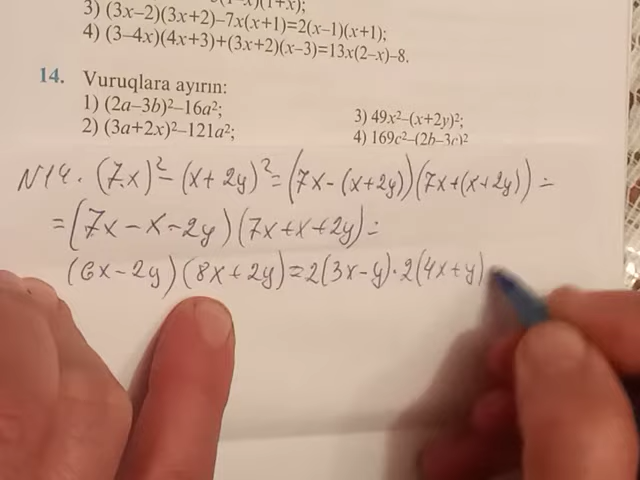 3) (3x–2)(3x+2)–7x(x+1)=2(x–1)(x+1);
4) (3–4x)(4x+3)+(3x+2)(x–3)=13x(2–x)–8.
14. Vuruqlara ayırın:
1) (2a–3b)²–16a²;
2) (3a+2x)²–121a²;
3) 49x²–(x+2y)²;
4) 169c²–(2b–3c)²
N14. (7x)² – (x + 2y)² = (7x – (x+2y))(7x+(x+2y)) =
= (7x – x – 2y)(7x + x + 2y) =
(6x – 2y)(8x + 2y) = 2(3x – y) · 2(4x + y)